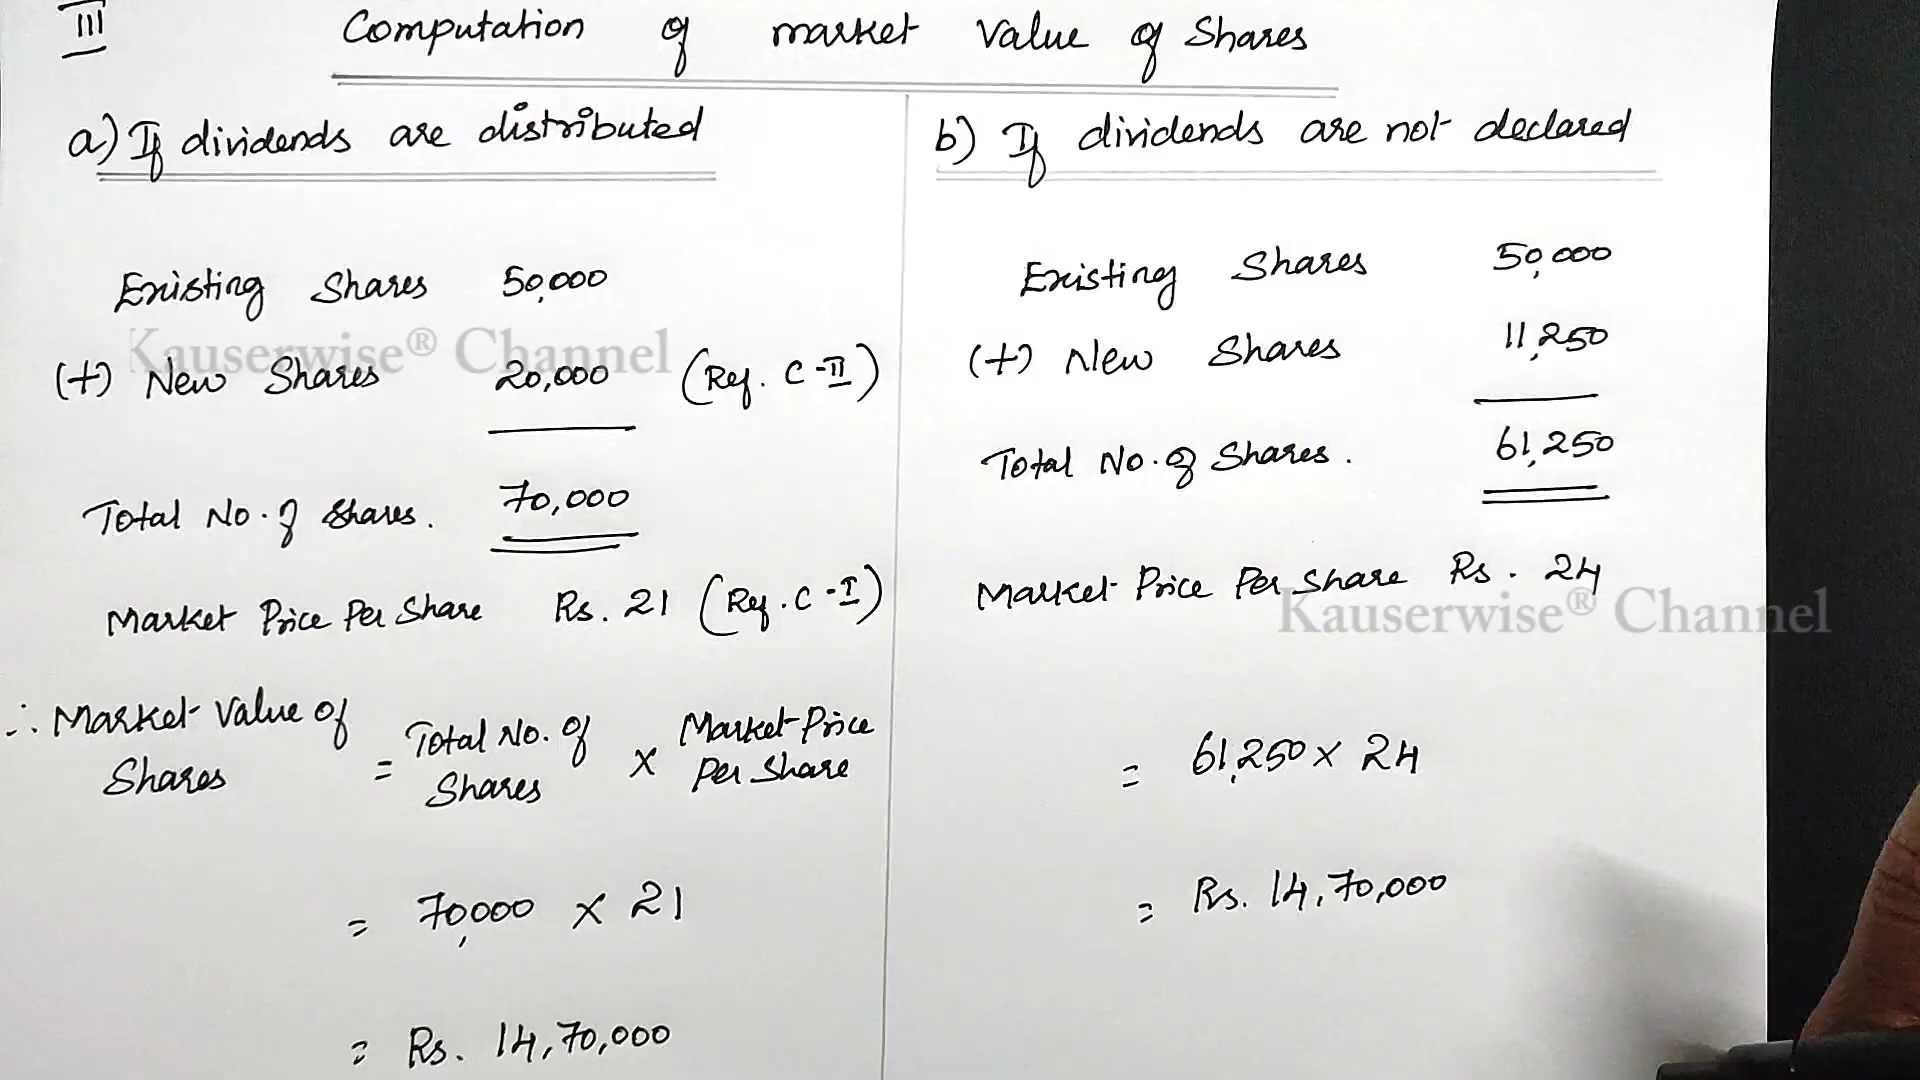 III
Computation of market Value of Shares
a) If dividends are distributed
Existing Shares 50,000
Kauserwise® Channel
(+) New Shares 20,000 (Ref. C-II)
Total No. of Shares. 70,000
Market Price Per Share Rs. 21 (Ref. C-I)
∴ Market Value of Shares = Total No. of Shares × Market Price Per Share
= 70,000 × 21
= Rs. 14,70,000
b) If dividends are not declared
Existing Shares 50,000
(+) New Shares 11,250
Total No. of Shares. 61,250
Market Price Per Share Rs. 24
Kauserwise® Channel
= 61,250 × 24
= Rs. 14,70,000